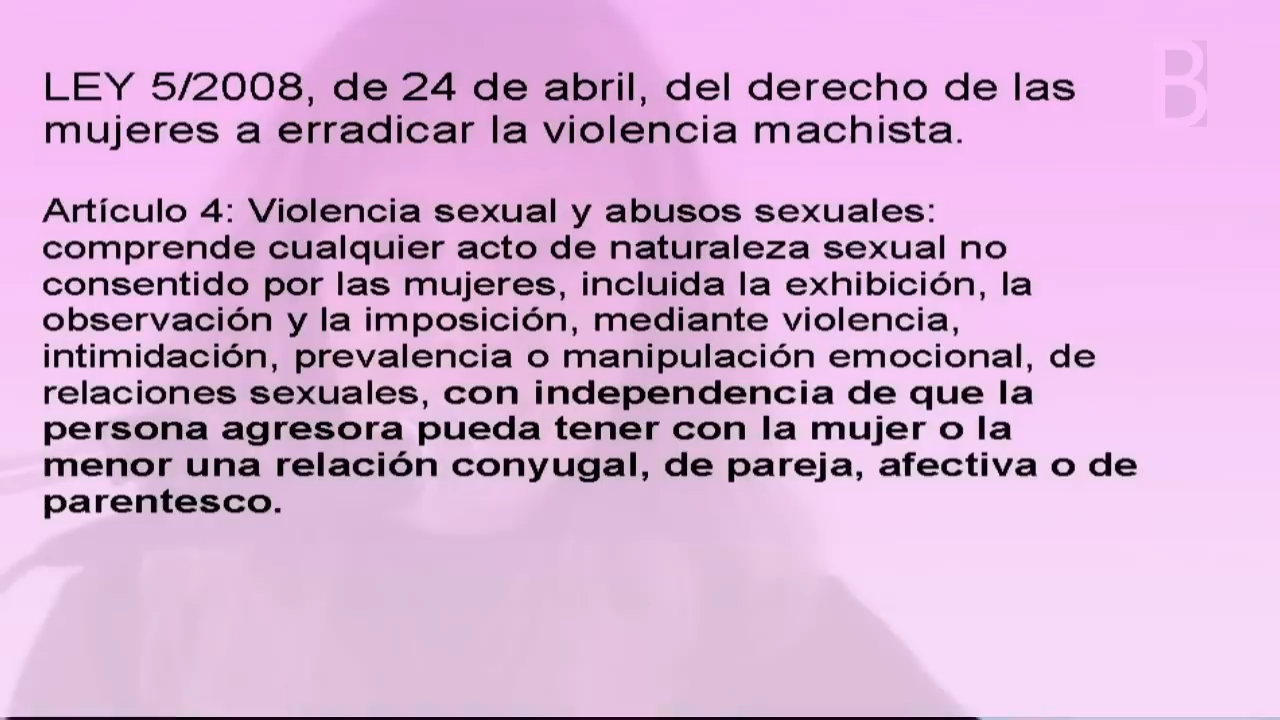 B
LEY 5/2008, de 24 de abril, del derecho de las
mujeres a erradicar la violencia machista.
Artículo 4: Violencia sexual y abusos sexuales:
comprende cualquier acto de naturaleza sexual no
consentido por las mujeres, incluida la exhibición, la
observación y la imposición, mediante violencia,
intimidación, prevalencia o manipulación emocional, de
relaciones sexuales, con independencia de que la
persona agresora pueda tener con la mujer o la
menor una relación conyugal, de pareja, afectiva o de
parentesco.